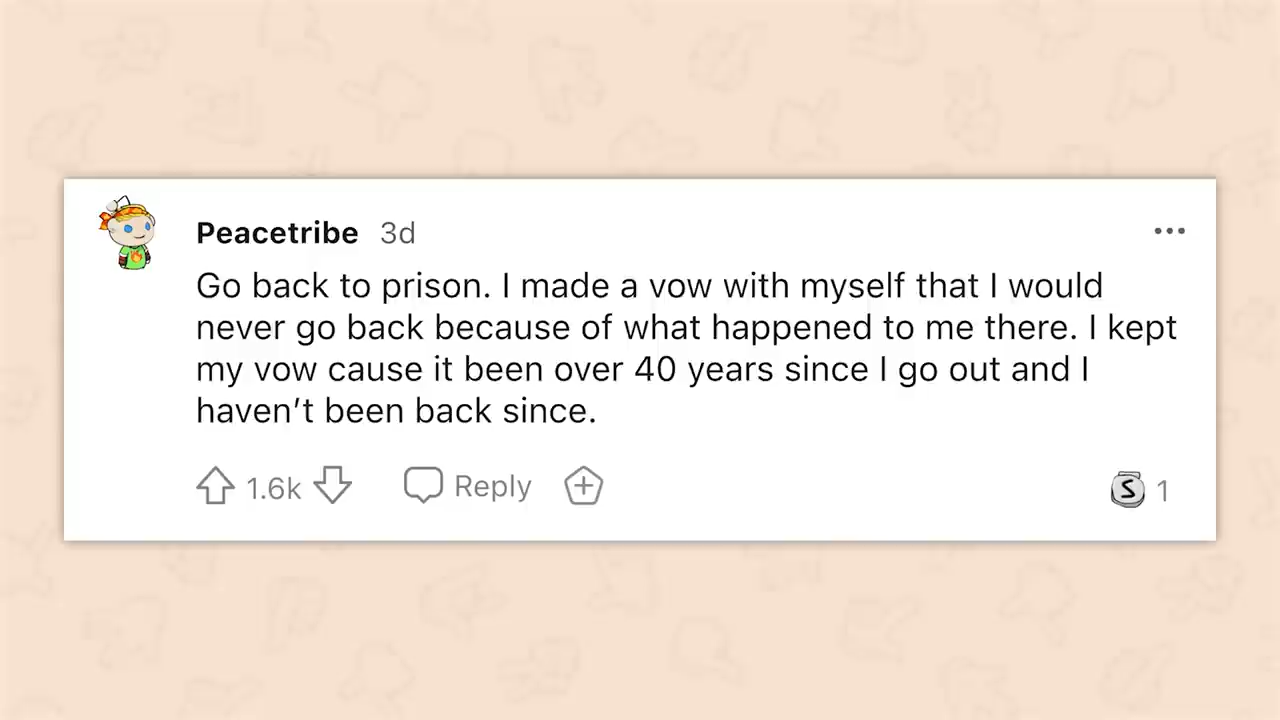 Peacetribe 3d
Go back to prison. I made a vow with myself that I would
never go back because of what happened to me there. I kept
my vow cause it been over 40 years since I go out and I
haven’t been back since.
1.6k Reply S 1